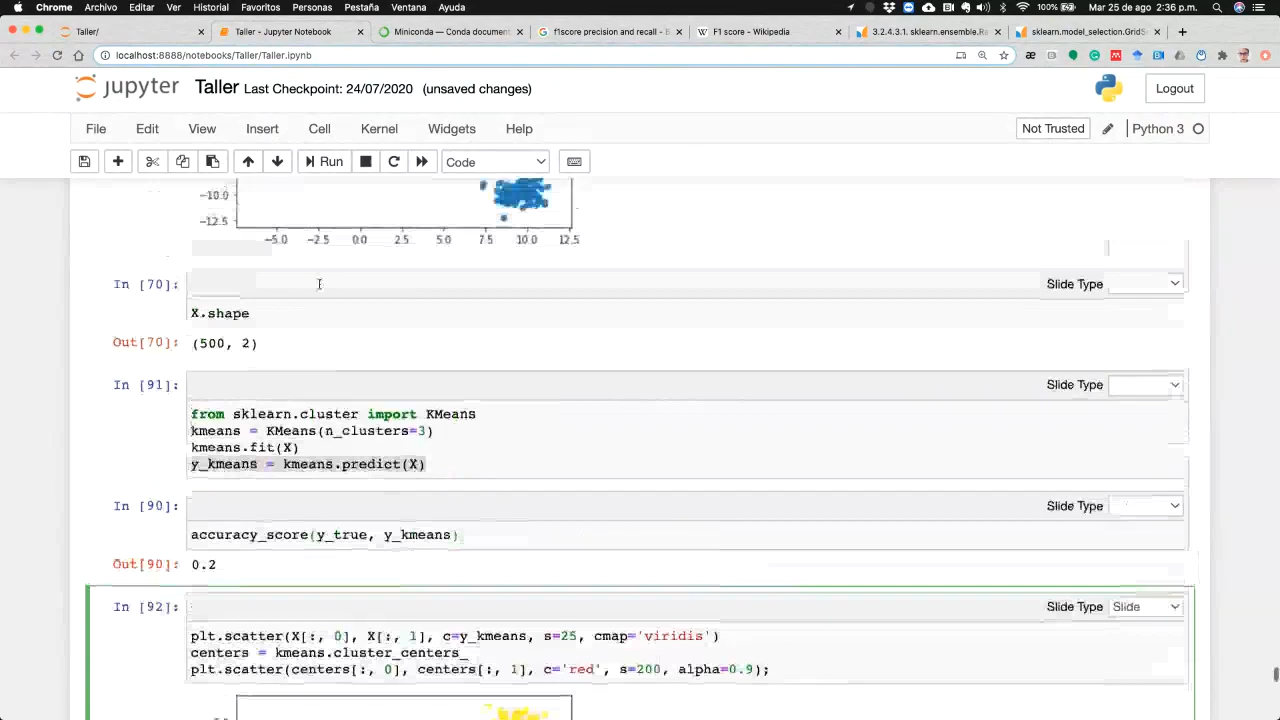 Chrome Archivo Editar Ver Historial Favoritos Personas Pestaña Ventana Ayuda 100% Mar 25 de ago 2:36 p.m.
Taller/ Taller - Jupyter Notebook Miniconda — Conda document f1score precision and recall - B F1 score - Wikipedia 3.2.4.3.1. sklearn.ensemble.Ra sklearn.model_selection.GridSe
localhost:8888/notebooks/Taller/Taller.ipynb
jupyter Taller Last Checkpoint: 24/07/2020 (unsaved changes) Logout
File Edit View Insert Cell Kernel Widgets Help Not Trusted Python 3
Run Code
−10.0
−12.5
−5.0 −2.5 0.0 2.5 5.0 7.5 10.0 12.5
In [70]: Slide Type
X.shape
Out[70]: (500, 2)
In [91]: Slide Type
from sklearn.cluster import KMeans
kmeans = KMeans(n_clusters=3)
kmeans.fit(X)
y_kmeans = kmeans.predict(X)
In [90]: Slide Type
accuracy_score(y_true, y_kmeans)
Out[90]: 0.2
In [92]: Slide Type Slide
plt.scatter(X[:, 0], X[:, 1], c=y_kmeans, s=25, cmap='viridis')
centers = kmeans.cluster_centers_
plt.scatter(centers[:, 0], centers[:, 1], c='red', s=200, alpha=0.9);